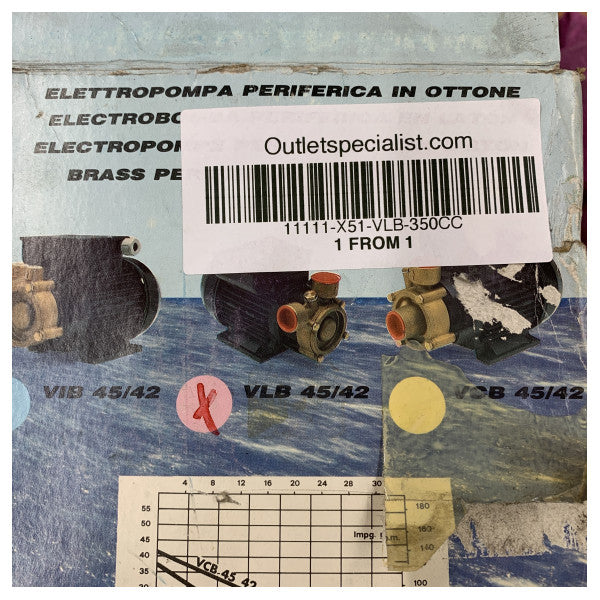 ELETTROPOMPA PERIFERICA IN OTTONE
ELECTROBO
ELECTROPOMP
BRASS PE
Outletspecialist.com
11111-X51-VLB-350CC
1 FROM 1
VIB 45/42
VLB 45/42
VCB 45/42
X
4 8 12 16 20 24 28
Impg.
55
50
45
40
35
30
180
160
140
100
VCB 45 42